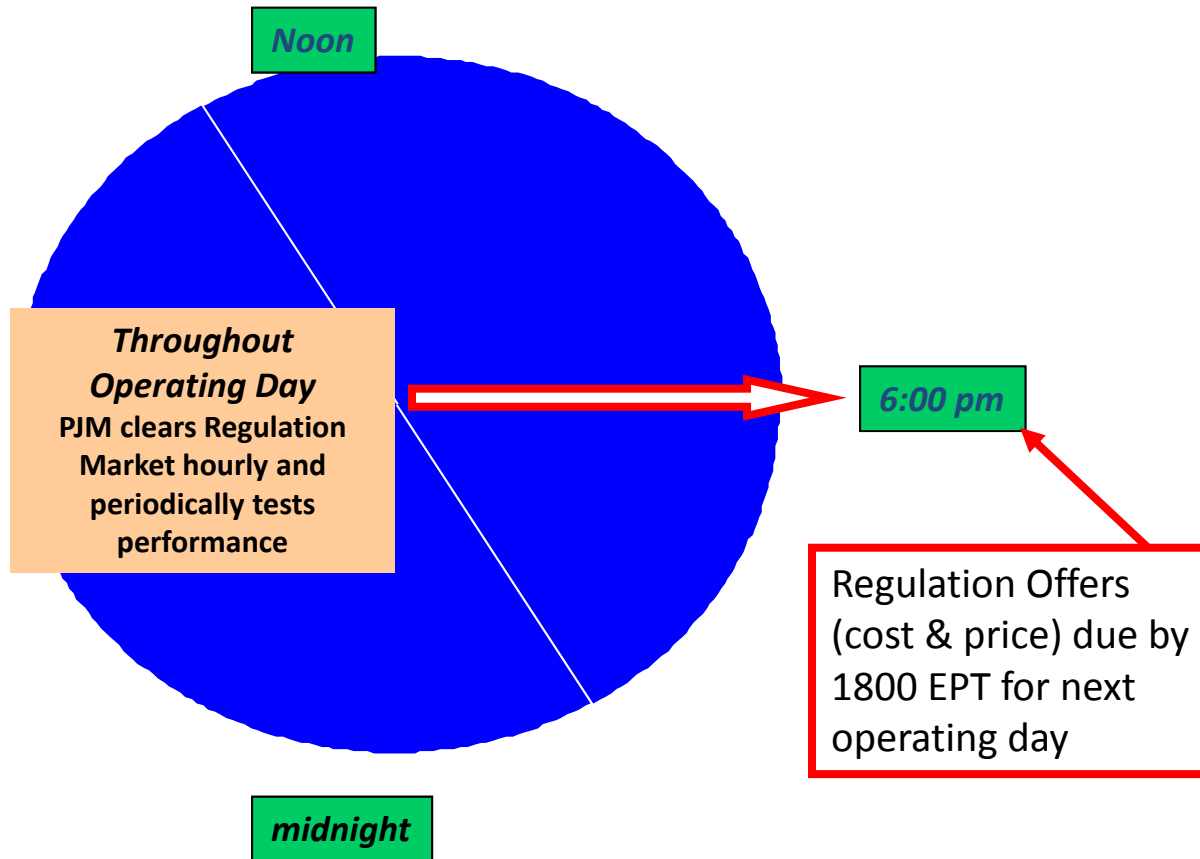 Noon
Throughout
Operating Day
PJM clears Regulation
Market hourly and
periodically tests
performance
6:00 pm
Regulation Offers
(cost & price) due by
1800 EPT for next
operating day
midnight